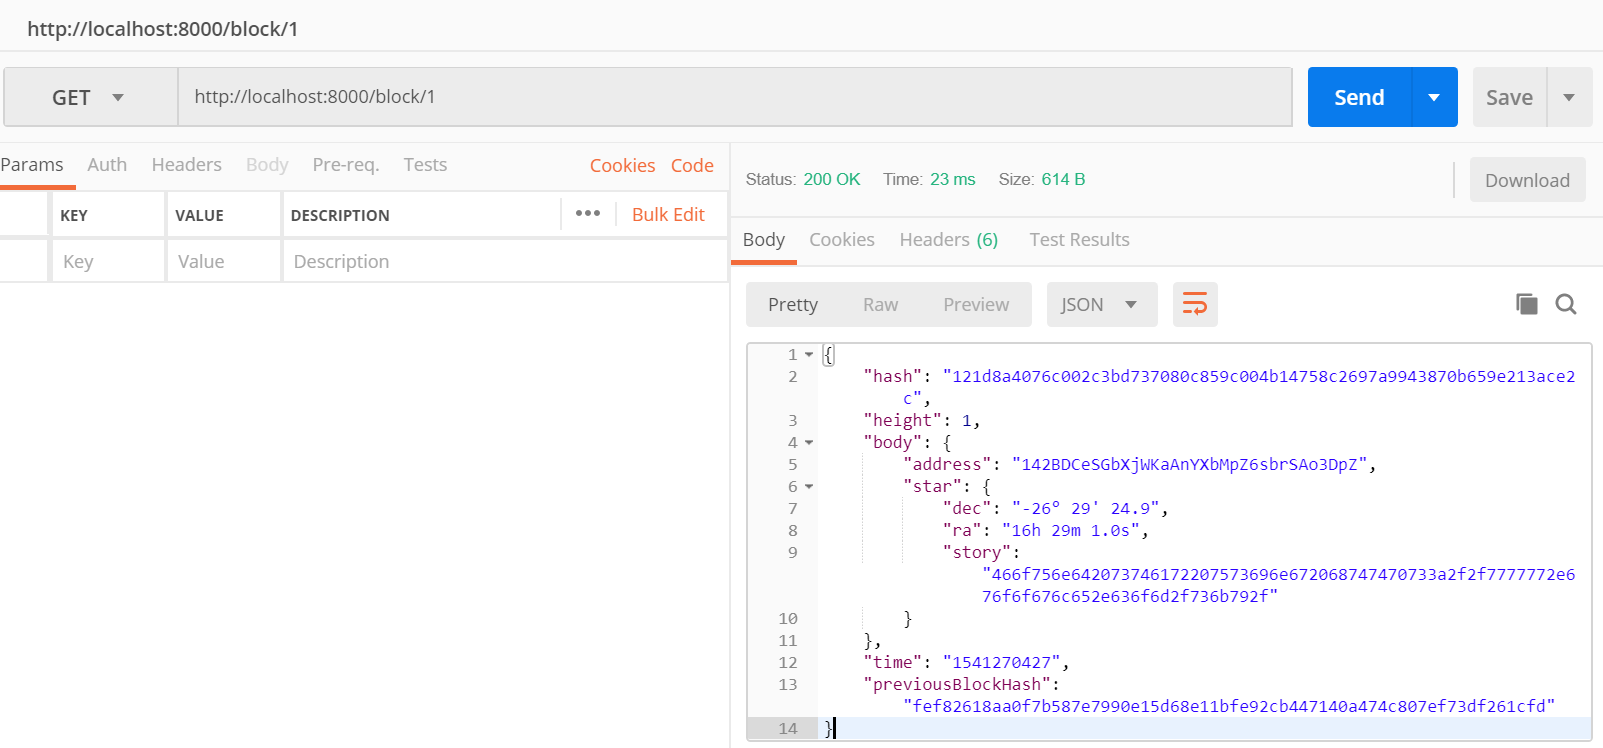 http://localhost:8000/block/1
GET http://localhost:8000/block/1 Send Save
Params Auth Headers Body Pre-req. Tests Cookies Code
KEY VALUE DESCRIPTION ••• Bulk Edit
Key Value Description
Status: 200 OK Time: 23 ms Size: 614 B Download
Body Cookies Headers (6) Test Results
Pretty Raw Preview JSON
1 {
2 "hash": "121d8a4076c002c3bd737080c859c004b14758c2697a9943870b659e213ace2
c",
3 "height": 1,
4 "body": {
5 "address": "142BDCeSGbXjWKaAnYXbMpZ6sbrSAo3DpZ",
6 "star": {
7 "dec": "-26° 29' 24.9",
8 "ra": "16h 29m 1.0s",
9 "story":
"466f756e642073746172207573696e672068747470733a2f2f7777772e6
76f6f676c652e636f6d2f736b792f"
10 }
11 },
12 "time": "1541270427",
13 "previousBlockHash":
"fef82618aa0f7b587e7990e15d68e11bfe92cb447140a474c807ef73df261cfd"
14 }